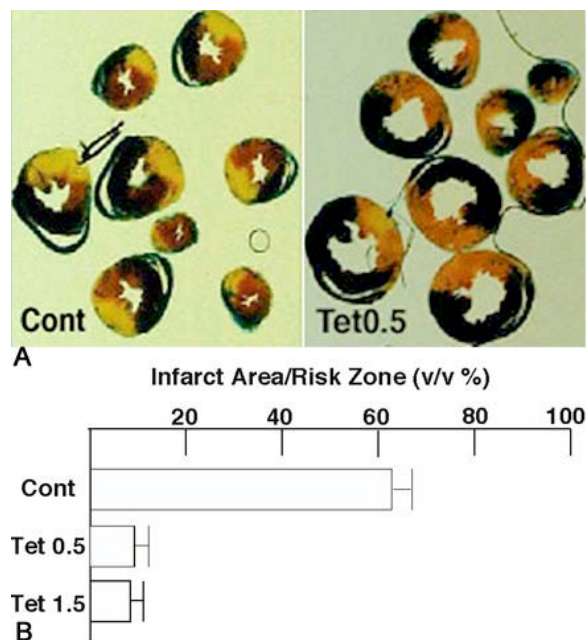 Cont
Tet0.5
A
Infarct Area/Risk Zone (v/v %)
20 40 60 80 100
Cont
Tet 0.5
Tet 1.5
B